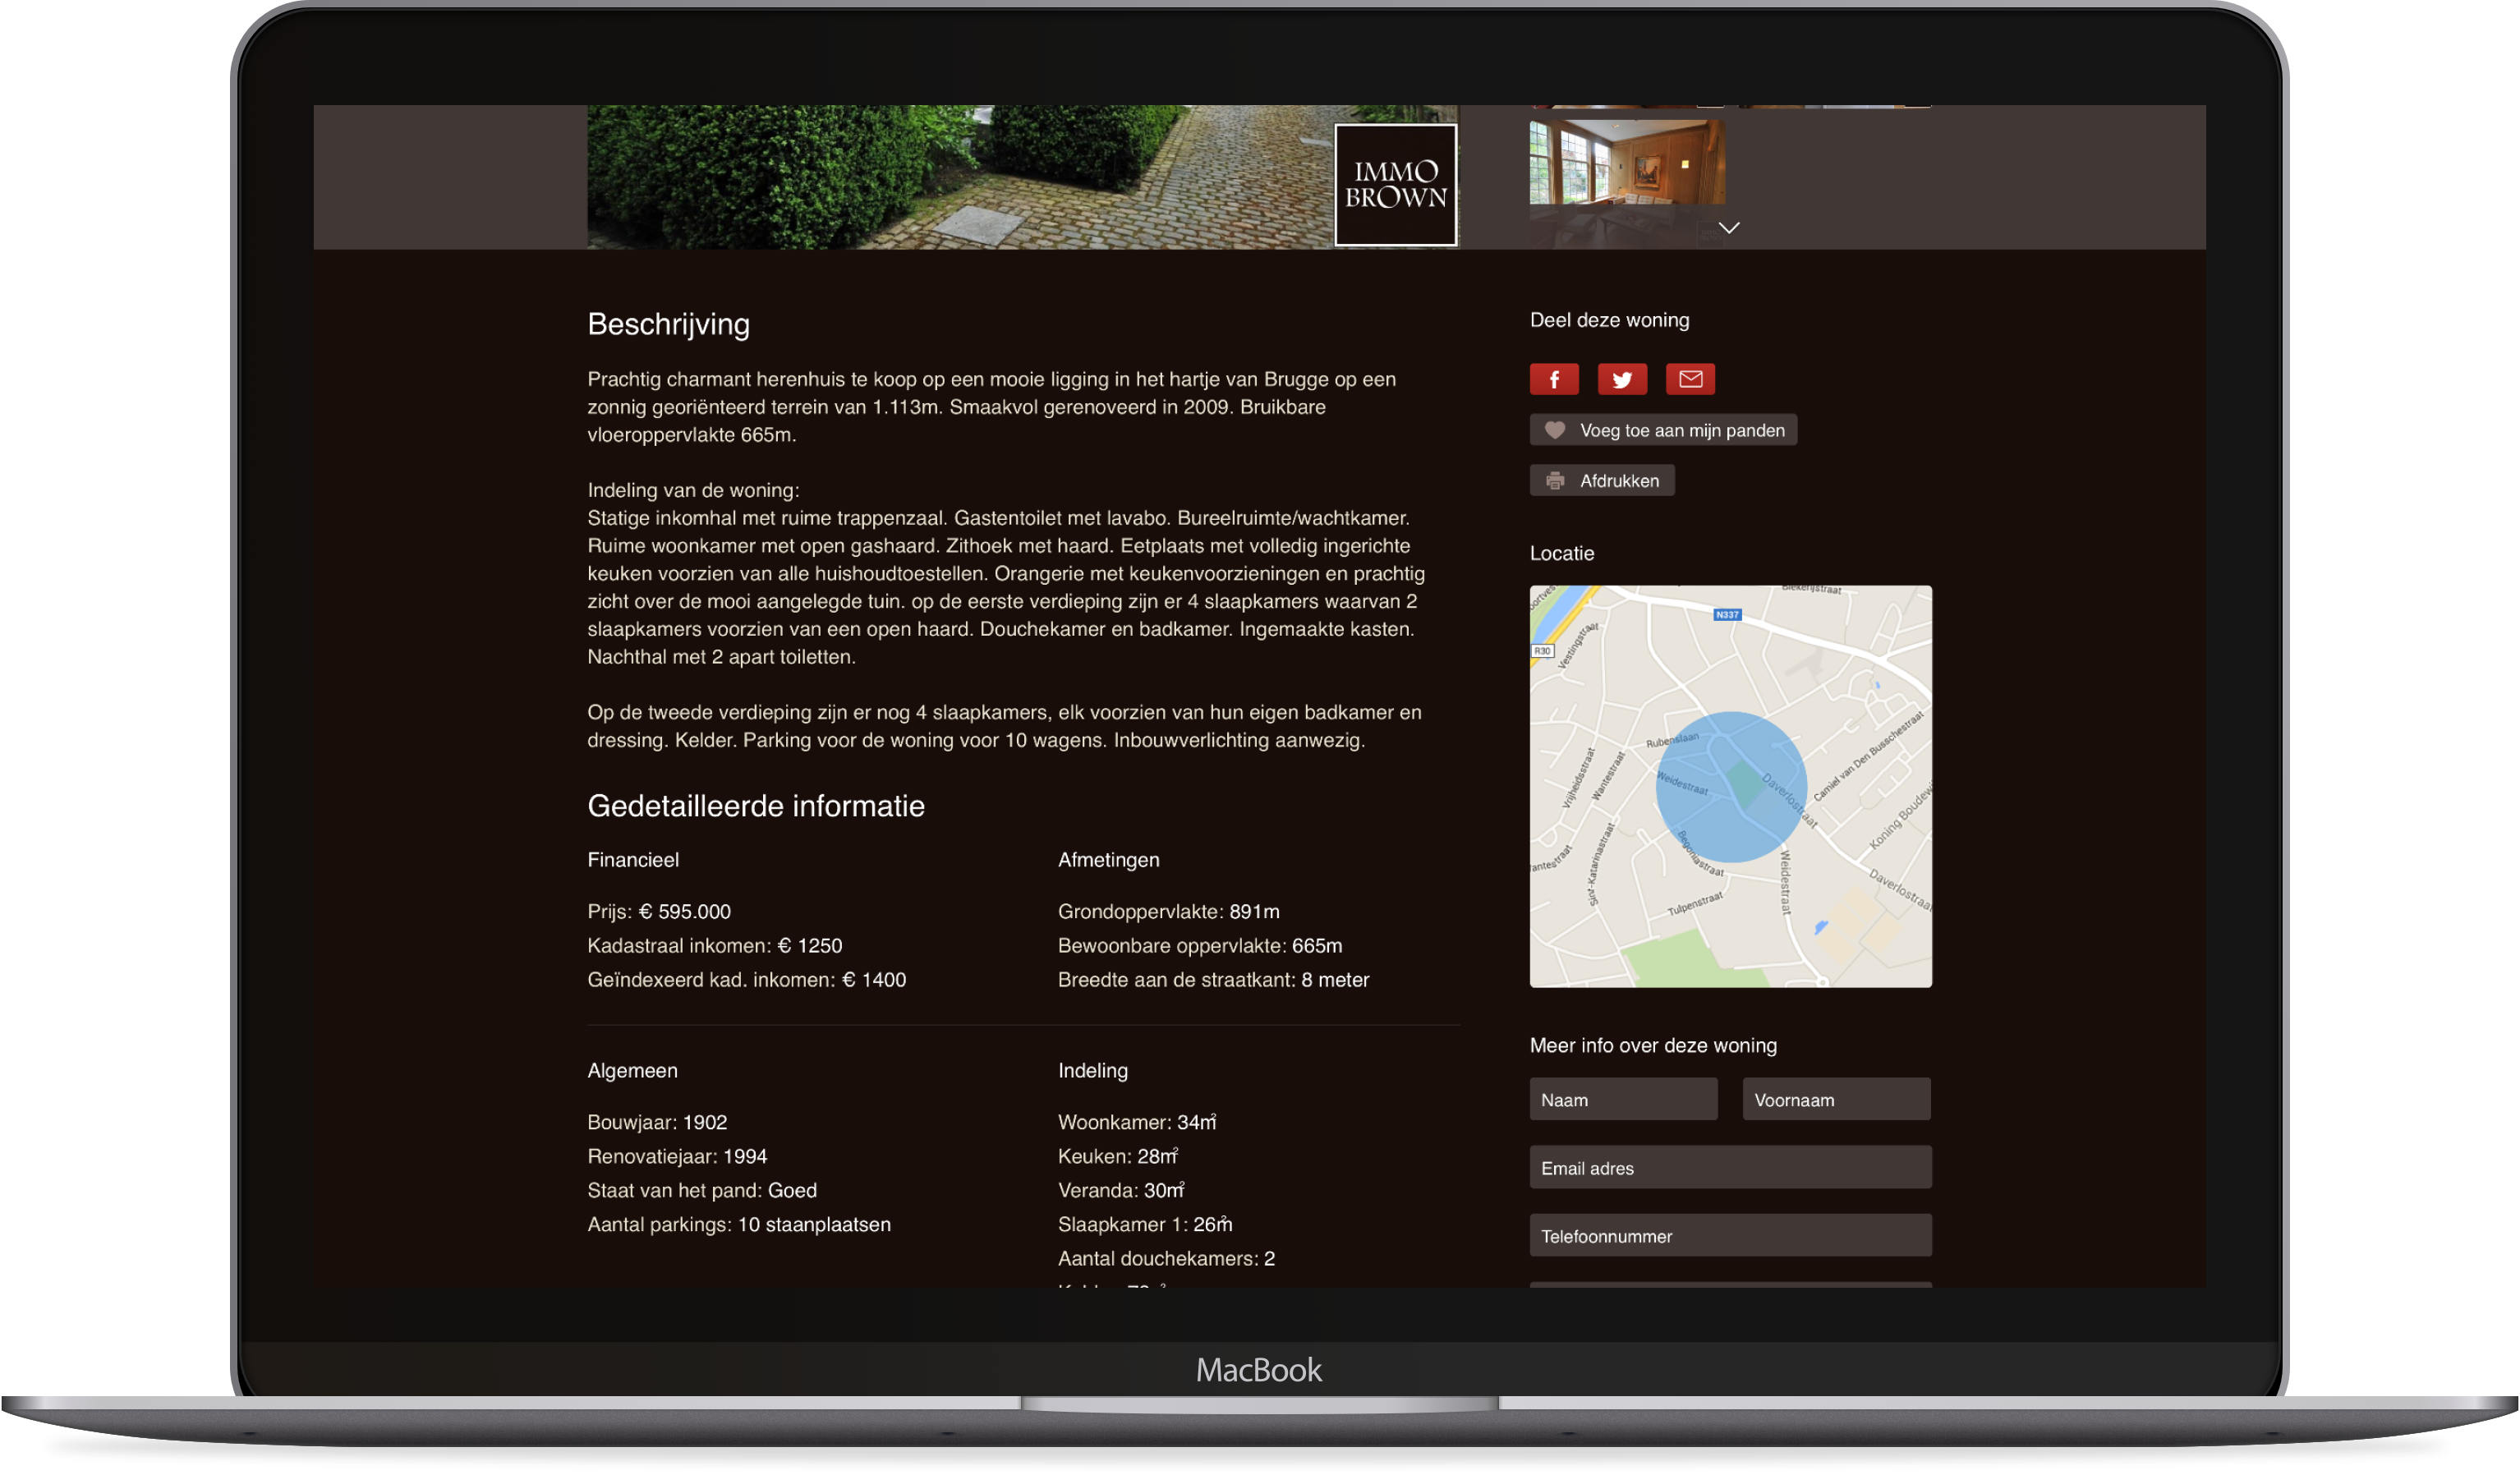 IMMO
BROWN
Beschrijving
Prachtig charmant herenhuis te koop op een mooie ligging in het hartje van Brugge op een
zonnig georiënteerd terrein van 1.113m. Smaakvol gerenoveerd in 2009. Bruikbare
vloeroppervlakte 665m.
Indeling van de woning:
Statige inkomhal met ruime trappenzaal. Gastentoilet met lavabo. Bureelruimte/wachtkamer.
Ruime woonkamer met open gashaard. Zithoek met haard. Eetplaats met volledig ingerichte
keuken voorzien van alle huishoudtoestellen. Orangerie met keukenvoorzieningen en prachtig
zicht over de mooi aangelegde tuin. op de eerste verdieping zijn er 4 slaapkamers waarvan 2
slaapkamers voorzien van een open haard. Douchekamer en badkamer. Ingemaakte kasten.
Nachthal met 2 apart toiletten.
Op de tweede verdieping zijn er nog 4 slaapkamers, elk voorzien van hun eigen badkamer en
dressing. Kelder. Parking voor de woning voor 10 wagens. Inbouwverlichting aanwezig.
Gedetailleerde informatie
Financieel
Prijs: € 595.000
Kadastraal inkomen: € 1250
Geïndexeerd kad. inkomen: € 1400
Afmetingen
Grondoppervlakte: 891m
Bewoonbare oppervlakte: 665m
Breedte aan de straatkant: 8 meter
Algemeen
Bouwjaar: 1902
Renovatiejaar: 1994
Staat van het pand: Goed
Aantal parkings: 10 staanplaatsen
Indeling
Woonkamer: 34m²
Keuken: 28m²
Veranda: 30m²
Slaapkamer 1: 26m²
Aantal douchekamers: 2
Deel deze woning
Voeg toe aan mijn panden
Afdrukken
Locatie
N337
R30
Vestingstraat
Rubenslaan
Weidestraat
Vrijheidsstraat
Wantestraat
Daverlostraat
Camiel van Den Busschestraat
Begoniastraat
Sint-Katarinastraat
Tulpenstraat
Weidestraat
Meer info over deze woning
Naam
Voornaam
Email adres
Telefoonnummer
MacBook